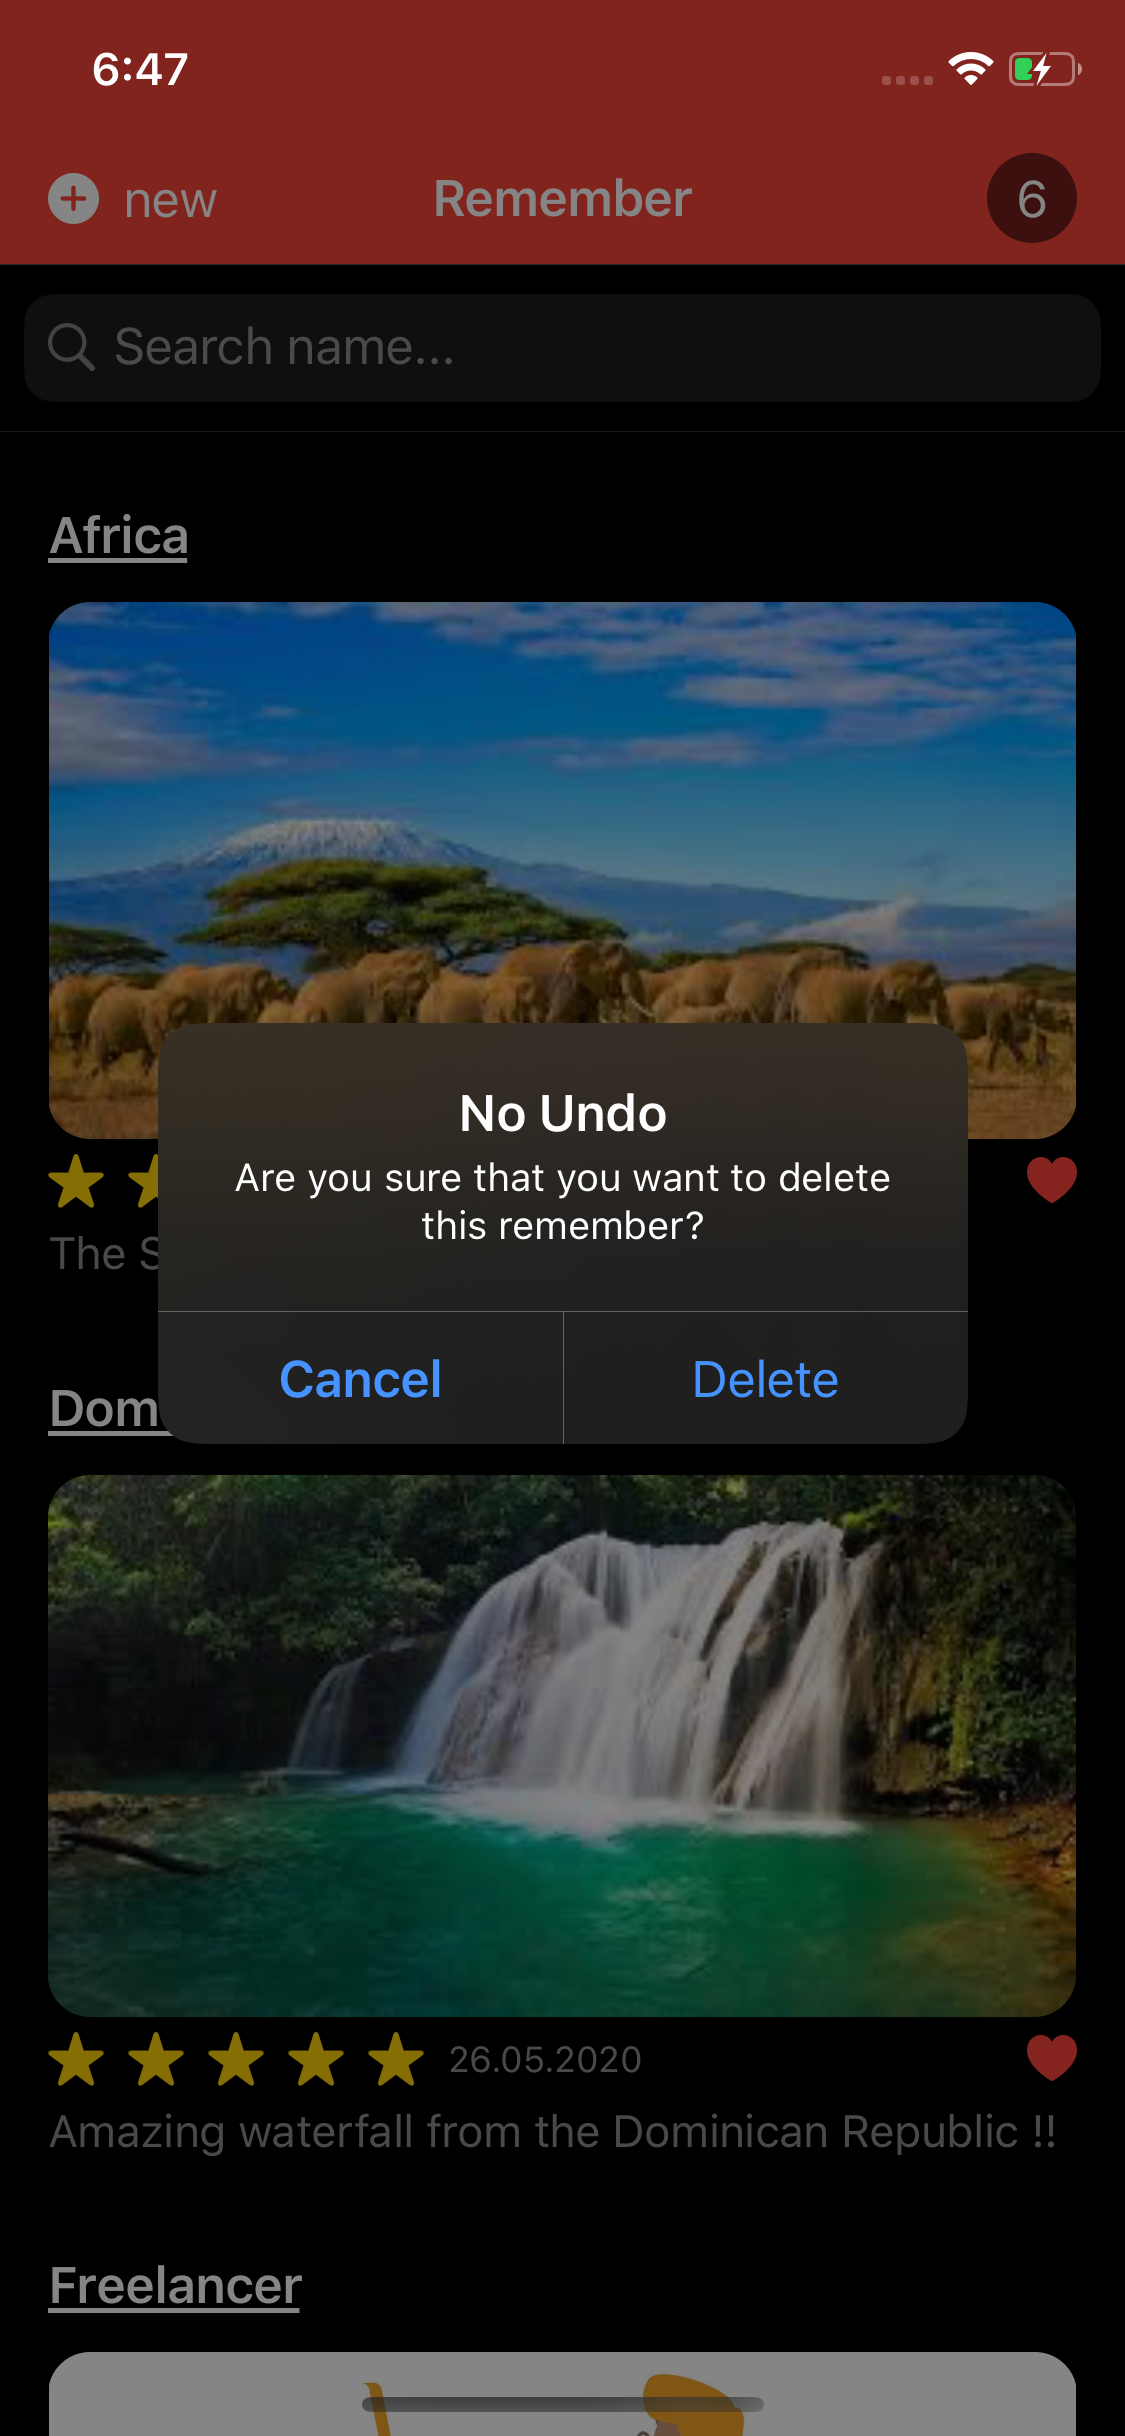 6:47
new
Remember
6
Search name...
Africa
No Undo
Are you sure that you want to delete
this remember?
The S
Cancel
Delete
Dom
26.05.2020
Amazing waterfall from the Dominican Republic !!
Freelancer